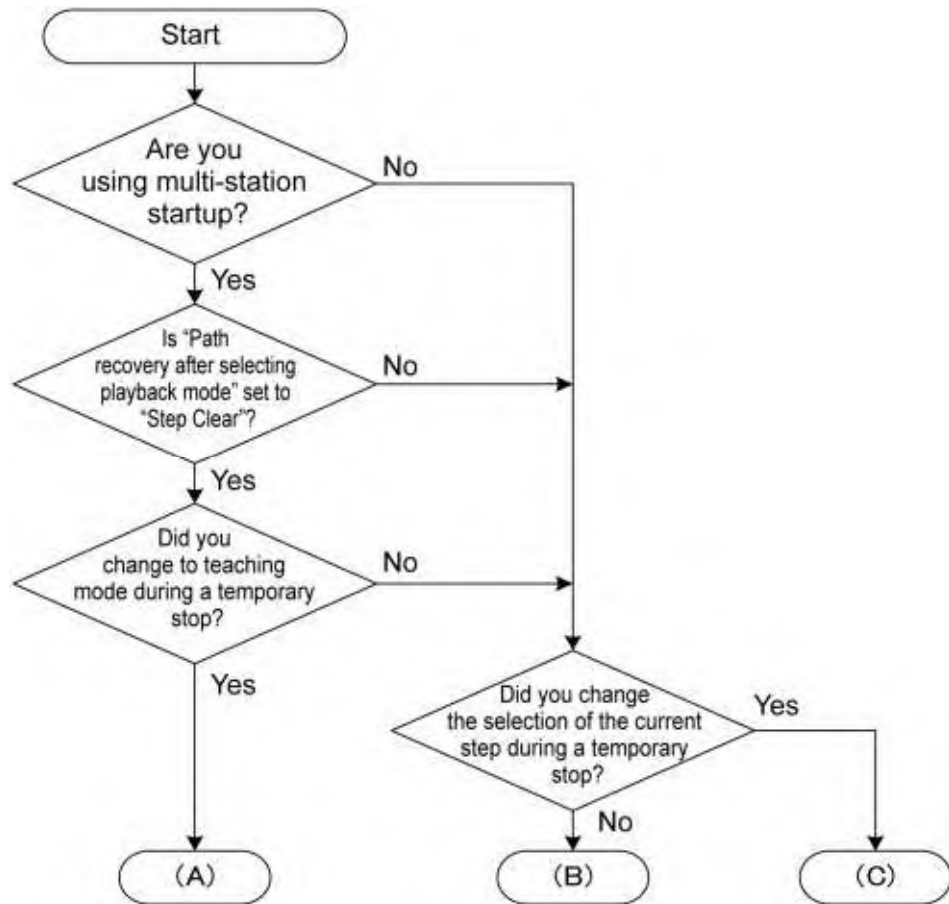 Start
Are you
using multi-station
startup?
No
Yes
Is “Path
recovery after selecting
playback mode” set to
“Step Clear”?
No
Yes
Did you
change to teaching
mode during a temporary
stop?
No
Yes
Did you change
the selection of the current
step during a temporary
stop?
Yes
No
(A)
(B)
(C)